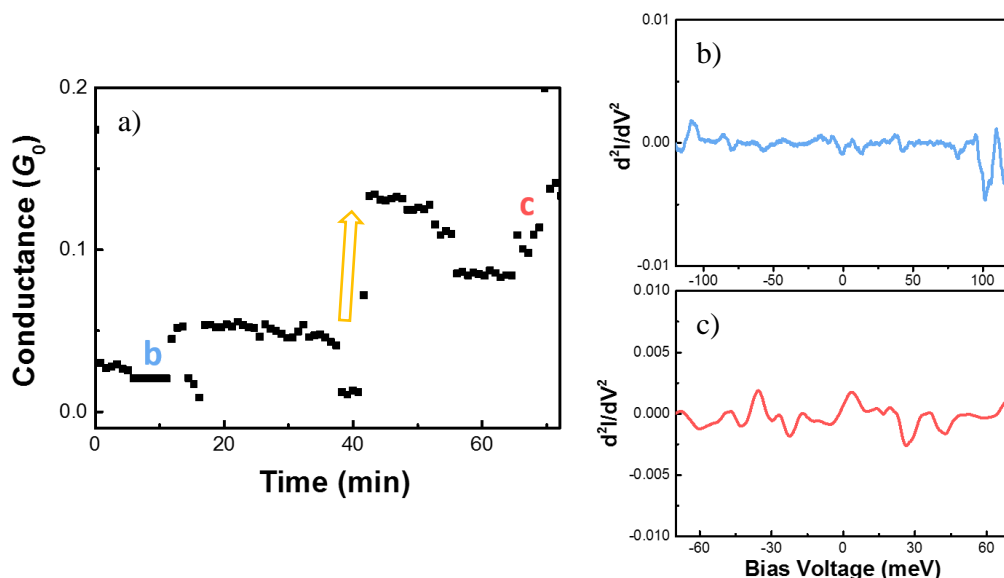 a)
Conductance (G0)
0.2
0.1
0.0
b
c
0 20 40 60
Time (min)
b)
d²I/dV²
0.01
0.00
-0.01
-100 -50 0 50 100
c)
d²I/dV²
0.010
0.005
0.000
-0.005
-0.010
-60 -30 0 30 60
Bias Voltage (meV)